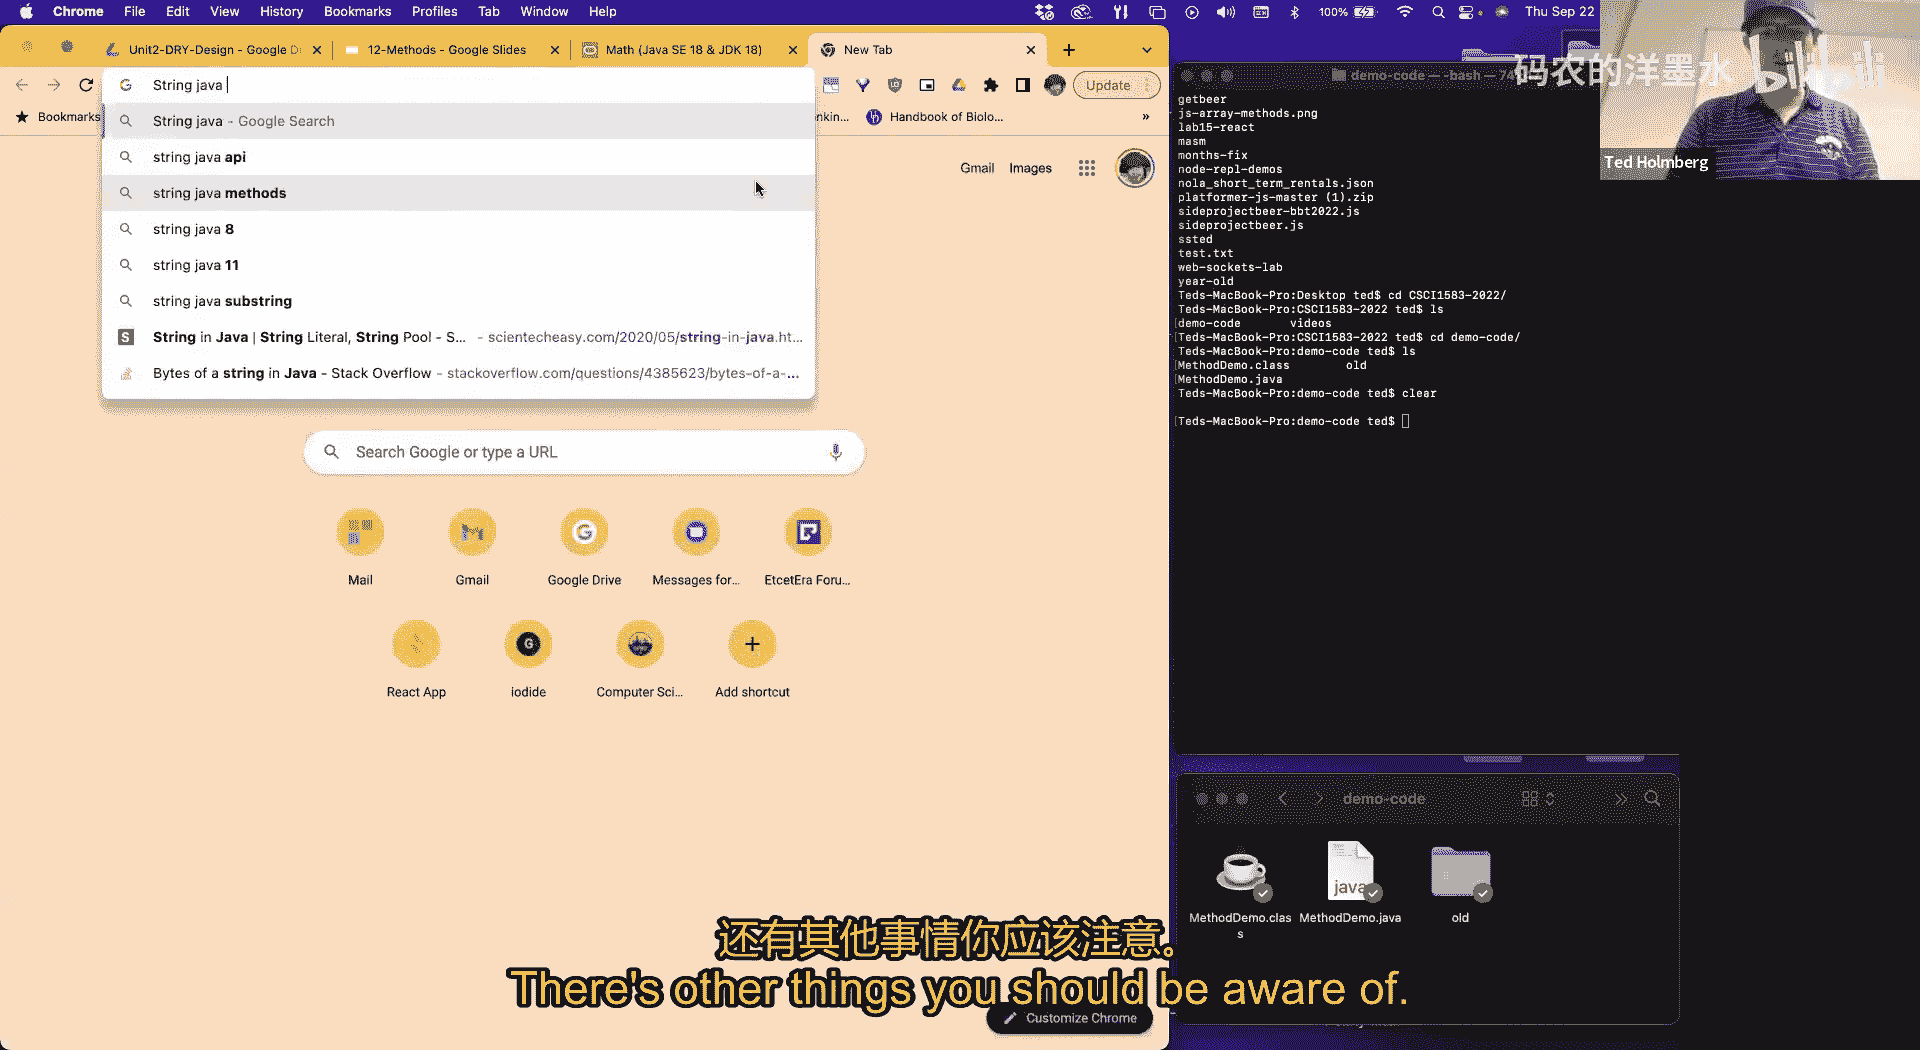 Chrome File Edit View History Bookmarks Profiles Tab Window Help 100% Thu Sep 22
Unit2-DRY-Design - Google D 12-Methods - Google Slides Math (Java SE 18 & JDK 18) New Tab
String java Update
Bookmarks nkin... Handbook of Biolo... »
String java - Google Search
string java api
string java methods
string java 8
string java 11
string java substring
String in Java | String Literal, String Pool - S... - scientecheasy.com/2020/05/string-in-java.ht...
Bytes of a string in Java - Stack Overflow - stackoverflow.com/questions/4385623/bytes-of-a-...
Gmail Images
Search Google or type a URL
Mail Gmail Google Drive Messages for... EtcetEra Foru...
React App iodide Computer Sci... Add shortcut
Customize Chrome
demo-code — -bash — 74
getbeer
js-array-methods.png
lab15-react
masm
months-fix
node-repl-demos
nola_short_term_rentals.json
platformer-js-master (1).zip
sideprojectbeer-bbt2022.js
sideprojectbeer.js
ssted
test.txt
web-sockets-lab
year-old
Teds-MacBook-Pro:Desktop ted$ cd CSCI1583-2022/
Teds-MacBook-Pro:CSCI1583-2022 ted$ ls
demo-code videos
Teds-MacBook-Pro:CSCI1583-2022 ted$ cd demo-code/
Teds-MacBook-Pro:demo-code ted$ ls
MethodDemo.class old
MethodDemo.java
Teds-MacBook-Pro:demo-code ted$ clear
Teds-MacBook-Pro:demo-code ted$
码农的洋墨水 bilibili
Ted Holmberg
demo-code
java
MethodDemo.clas MethodDemo.java old
s
还有其他事情你应该注意。
There's other things you should be aware of.